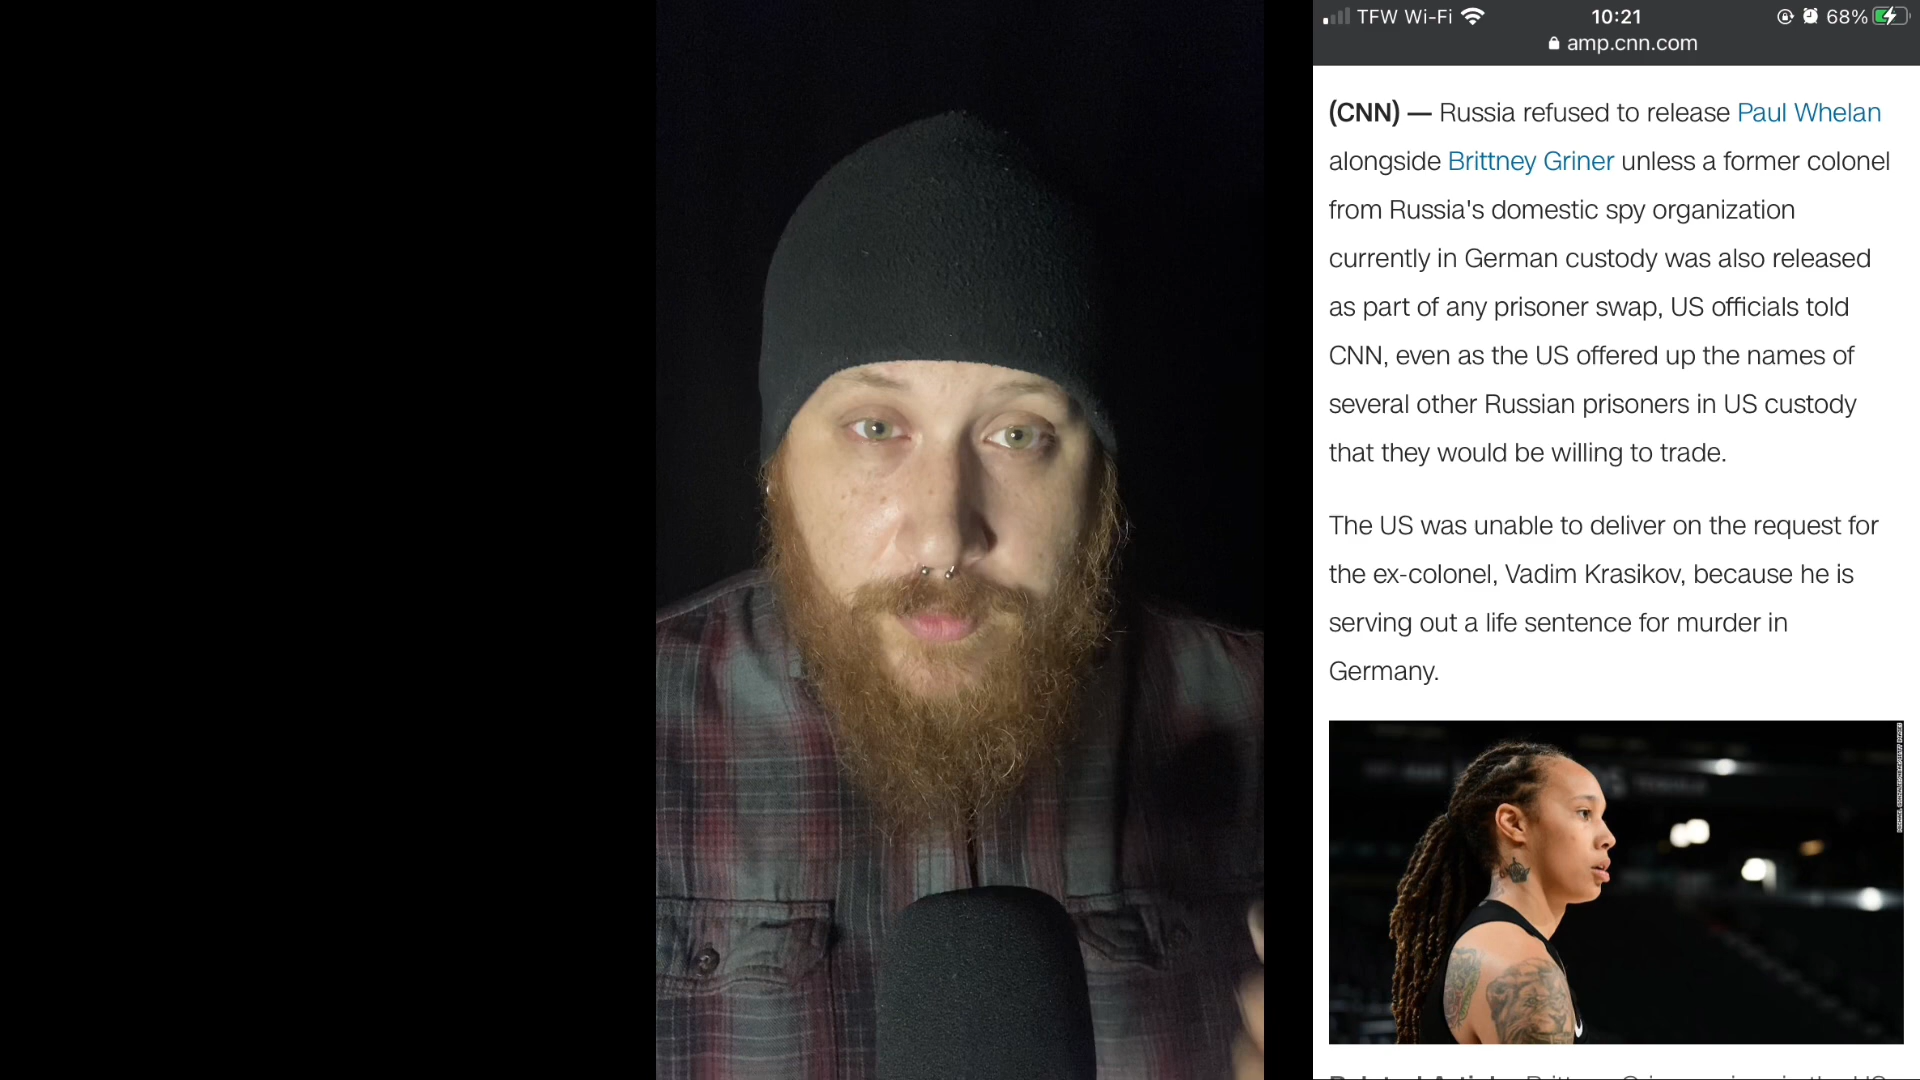 TFW Wi-Fi 10:21 68%
amp.cnn.com
(CNN) — Russia refused to release Paul Whelan
alongside Brittney Griner unless a former colonel
from Russia's domestic spy organization
currently in German custody was also released
as part of any prisoner swap, US officials told
CNN, even as the US offered up the names of
several other Russian prisoners in US custody
that they would be willing to trade.
The US was unable to deliver on the request for
the ex-colonel, Vadim Krasikov, because he is
serving out a life sentence for murder in
Germany.